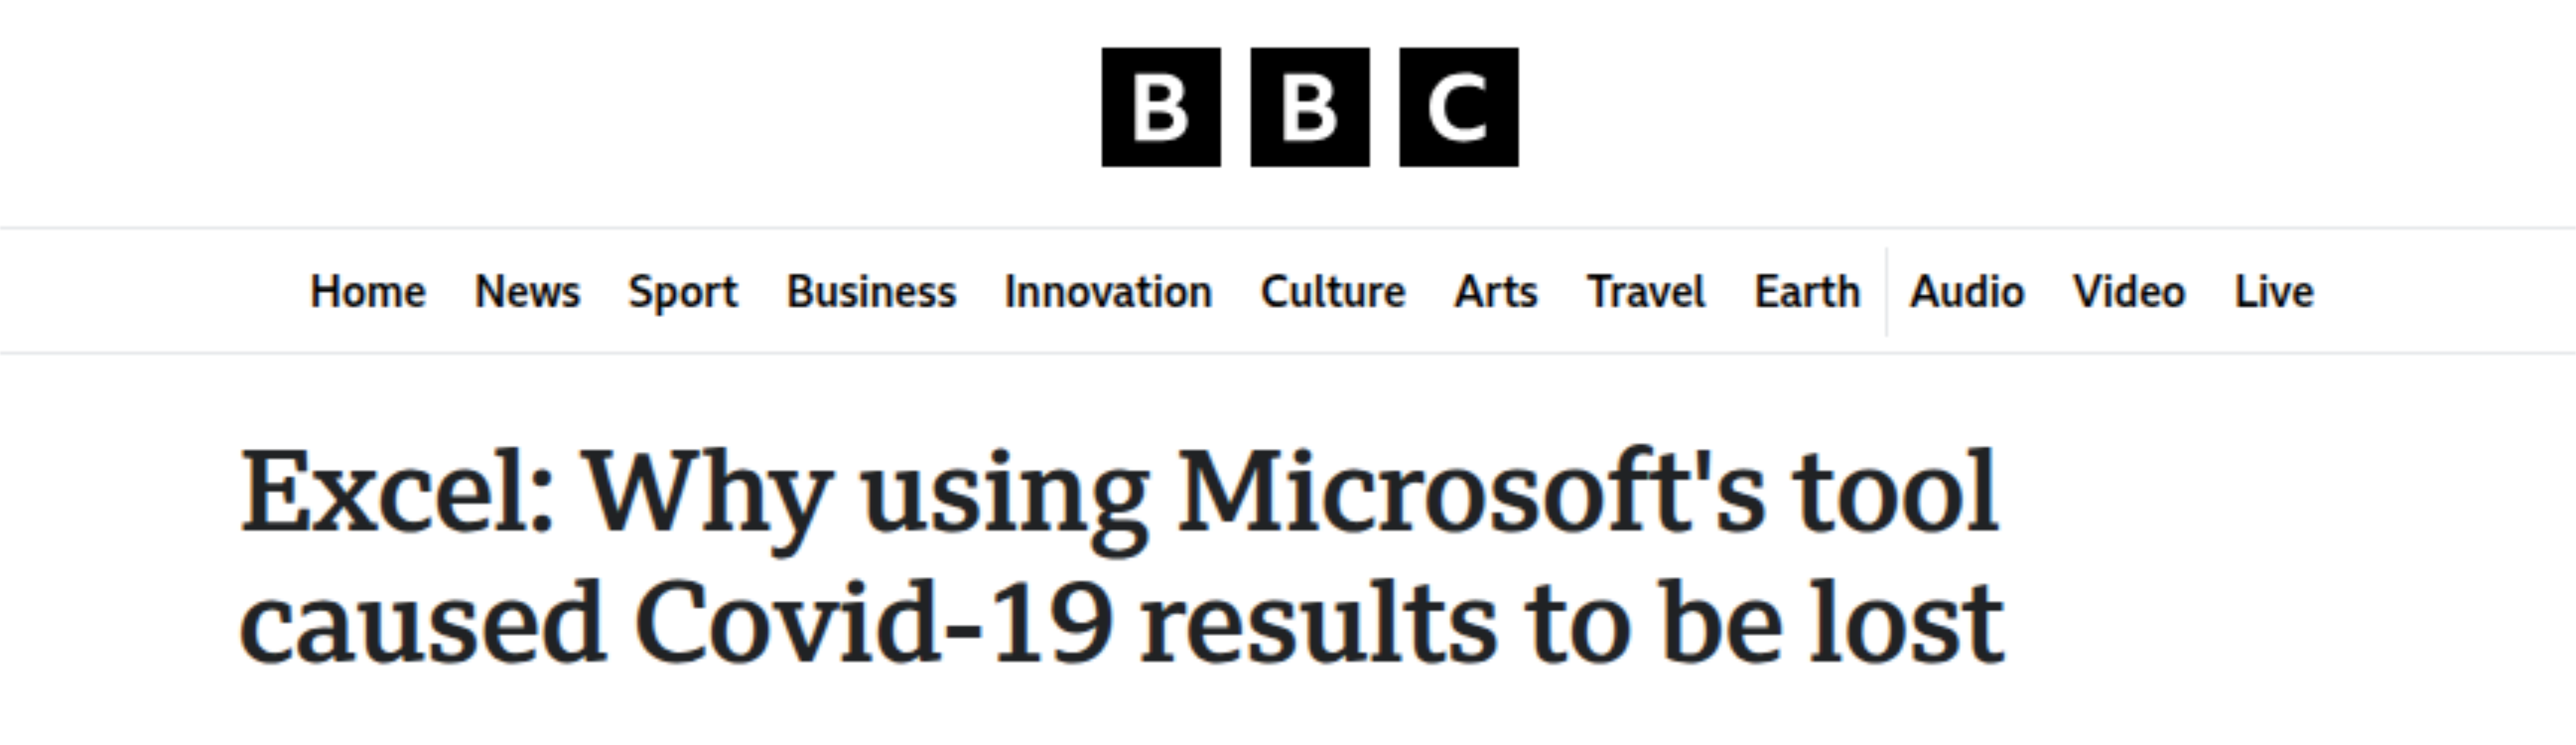 BBC
Home News Sport Business Innovation Culture Arts Travel Earth Audio Video Live
Excel: Why using Microsoft's tool
caused Covid-19 results to be lost